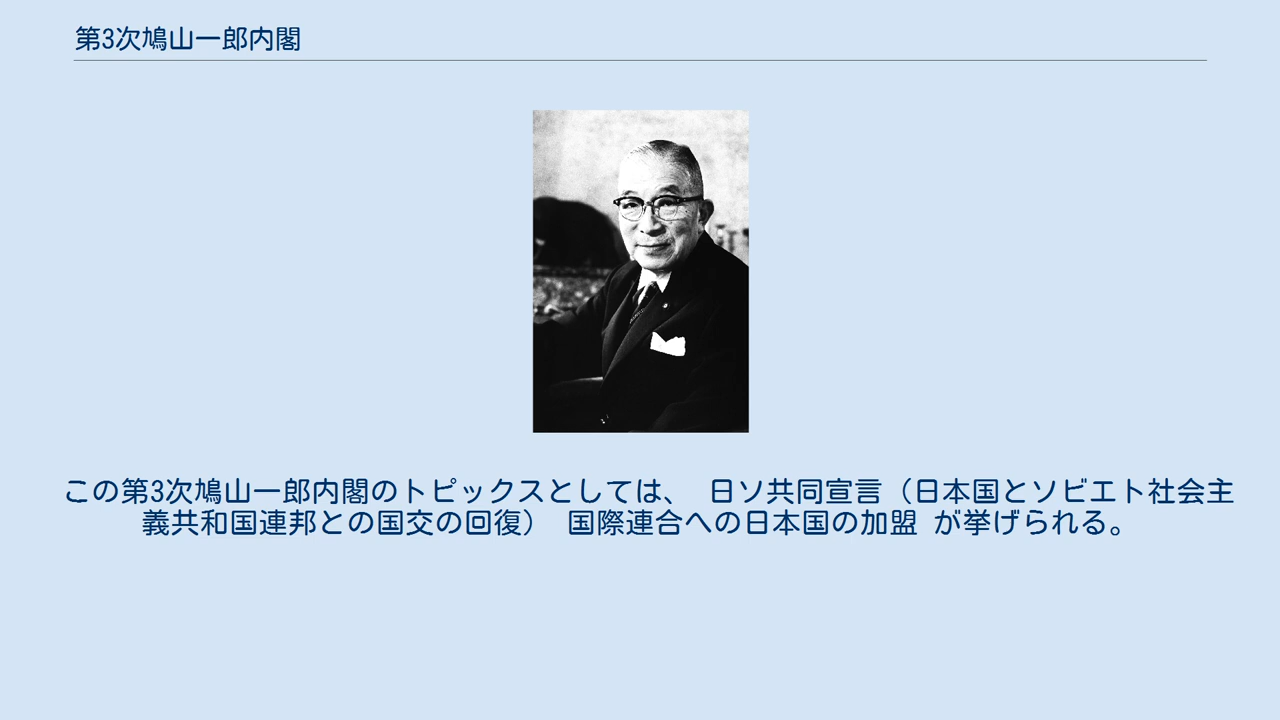 第3次鳩山一郎内閣
この第3次鳩山一郎内閣のトピックスとしては、 日ソ共同宣言（日本国とソビエト社会主
義共和国連邦との国交の回復） 国際連合への日本国の加盟 が挙げられる。